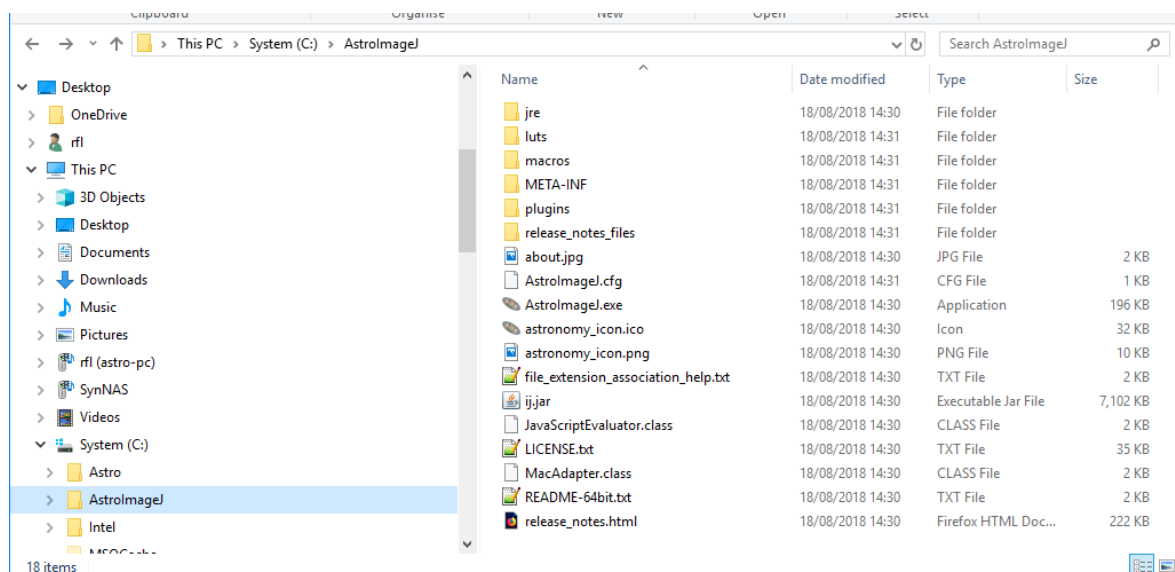 Clipboard Organise New Open Select
This PC > System (C:) > AstroImageJ Search AstroImageJ
Name Date modified Type Size
Desktop
OneDrive
rfl
This PC
3D Objects
Desktop
Documents
Downloads
Music
Pictures
rfl (astro-pc)
SynNAS
Videos
System (C:)
Astro
AstroImageJ
Intel
MSOCache
jre 18/08/2018 14:30 File folder
luts 18/08/2018 14:31 File folder
macros 18/08/2018 14:31 File folder
META-INF 18/08/2018 14:31 File folder
plugins 18/08/2018 14:31 File folder
release_notes_files 18/08/2018 14:31 File folder
about.jpg 18/08/2018 14:30 JPG File 2 KB
AstroImageJ.cfg 18/08/2018 14:31 CFG File 1 KB
AstroImageJ.exe 18/08/2018 14:30 Application 196 KB
astronomy_icon.ico 18/08/2018 14:30 Icon 32 KB
astronomy_icon.png 18/08/2018 14:30 PNG File 10 KB
file_extension_association_help.txt 18/08/2018 14:30 TXT File 2 KB
ij.jar 18/08/2018 14:30 Executable Jar File 7,102 KB
JavaScriptEvaluator.class 18/08/2018 14:30 CLASS File 2 KB
LICENSE.txt 18/08/2018 14:30 TXT File 35 KB
MacAdapter.class 18/08/2018 14:30 CLASS File 2 KB
README-64bit.txt 18/08/2018 14:30 TXT File 2 KB
release_notes.html 18/08/2018 14:30 Firefox HTML Doc... 222 KB
18 items